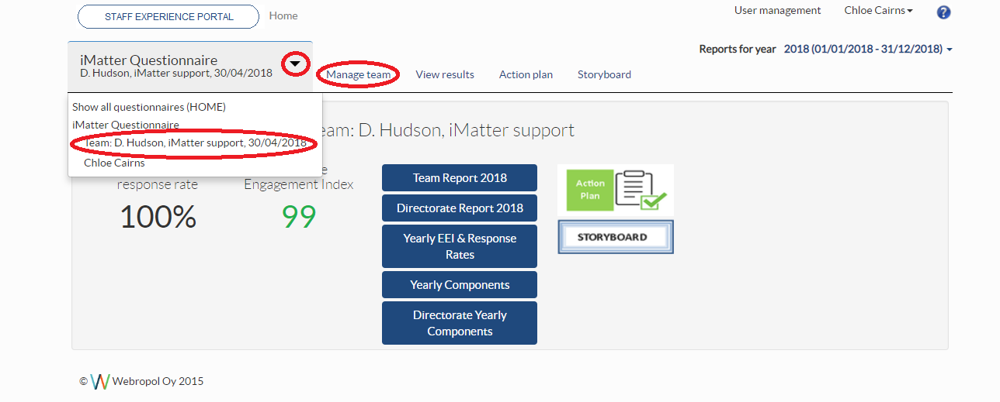 STAFF EXPERIENCE PORTAL
Home
User management
Chloe Cairns
?
iMatter Questionnaire
D. Hudson, iMatter support, 30/04/2018
Reports for year 2018 (01/01/2018 - 31/12/2018)
Manage team
View results
Action plan
Storyboard
Show all questionnaires (HOME)
iMatter Questionnaire
Team: D. Hudson, iMatter support, 30/04/2018
Chloe Cairns
eam: D. Hudson, iMatter support
response rate
100%
e
Engagement Index
99
Team Report 2018
Directorate Report 2018
Yearly EEI & Response
Rates
Yearly Components
Directorate Yearly
Components
Action
Plan
STORYBOARD
© Webropol Oy 2015